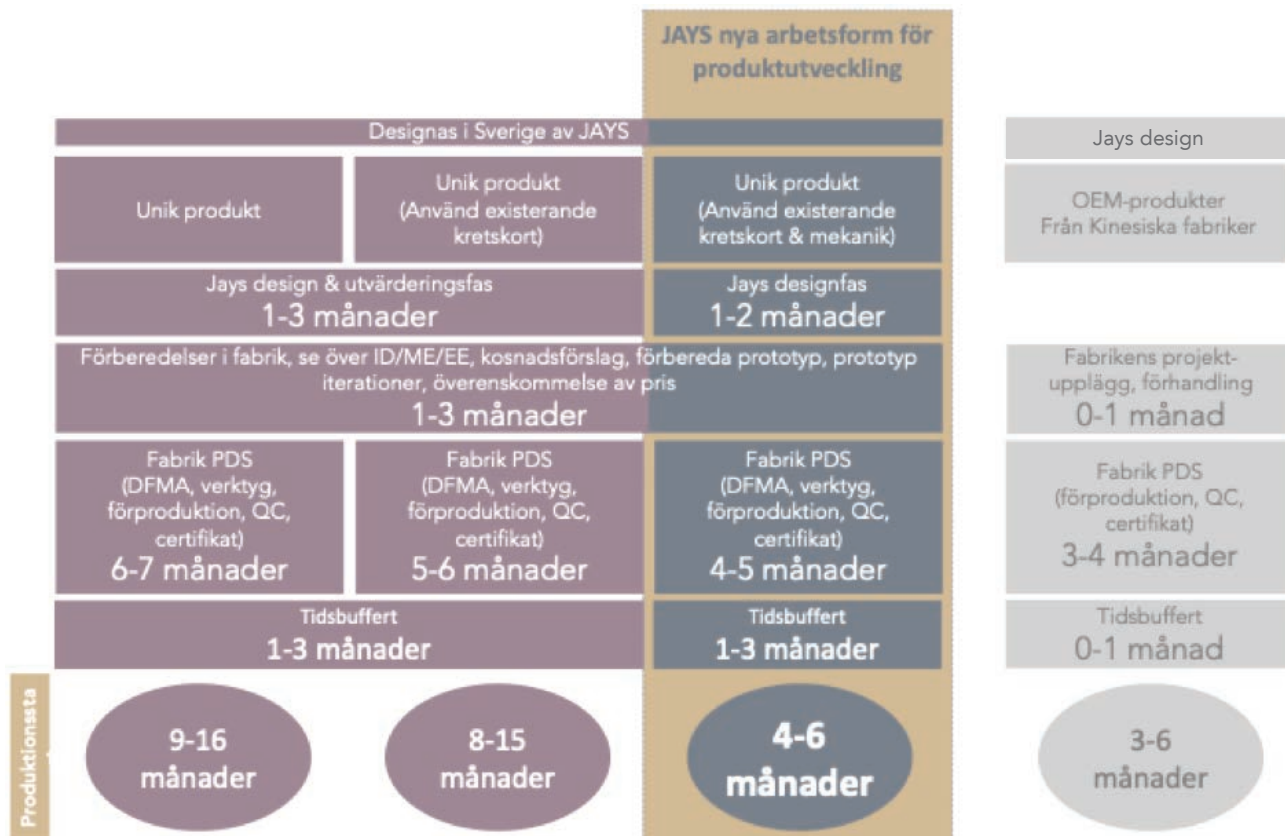 JAYS nya arbetsform för
produktutveckling
Designas i Sverige av JAYS
Jays design
Unik produkt
Unik produkt
(Använd existerande
kretskort)
Unik produkt
(Använd existerande
kretskort & mekanik)
OEM-produkter
Från Kinesiska fabriker
Jays design & utvärderingsfas
1-3 månader
Jays designfas
1-2 månader
Förberedelser i fabrik, se över ID/ME/EE, kosnadsförslag, förbereda prototyp, prototyp
iterationer, överenskommelse av pris
1-3 månader
Fabrikens projekt-
upplägg, förhandling
0-1 månad
Fabrik PDS
(DFMA, verktyg,
förproduktion, QC,
certifikat)
6-7 månader
Fabrik PDS
(DFMA, verktyg,
förproduktion, QC,
certifikat)
5-6 månader
Fabrik PDS
(DFMA, verktyg,
förproduktion, QC,
certifikat)
4-5 månader
Fabrik PDS
(förproduktion, QC,
certifikat)
3-4 månader
Tidsbuffert
1-3 månader
Tidsbuffert
1-3 månader
Tidsbuffert
0-1 månad
Produktionssta
9-16
månader
8-15
månader
4-6
månader
3-6
månader